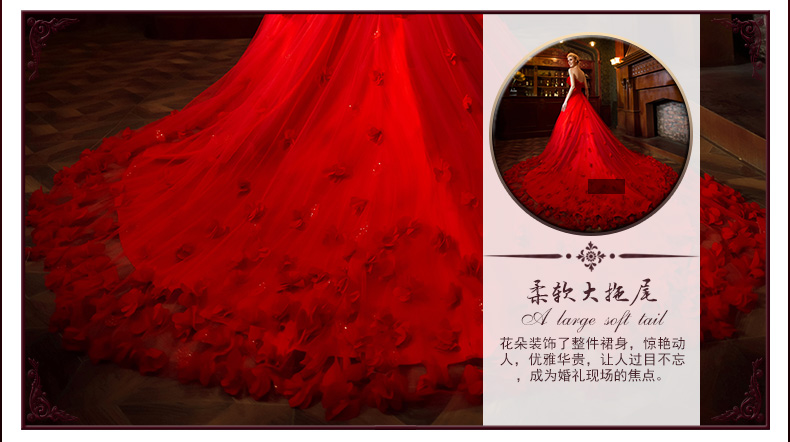 柔软大拖尾
A large soft tail
花朵装饰了整件裙身，惊艳动
人，优雅华贵，让人过目不忘
，成为婚礼现场的焦点。